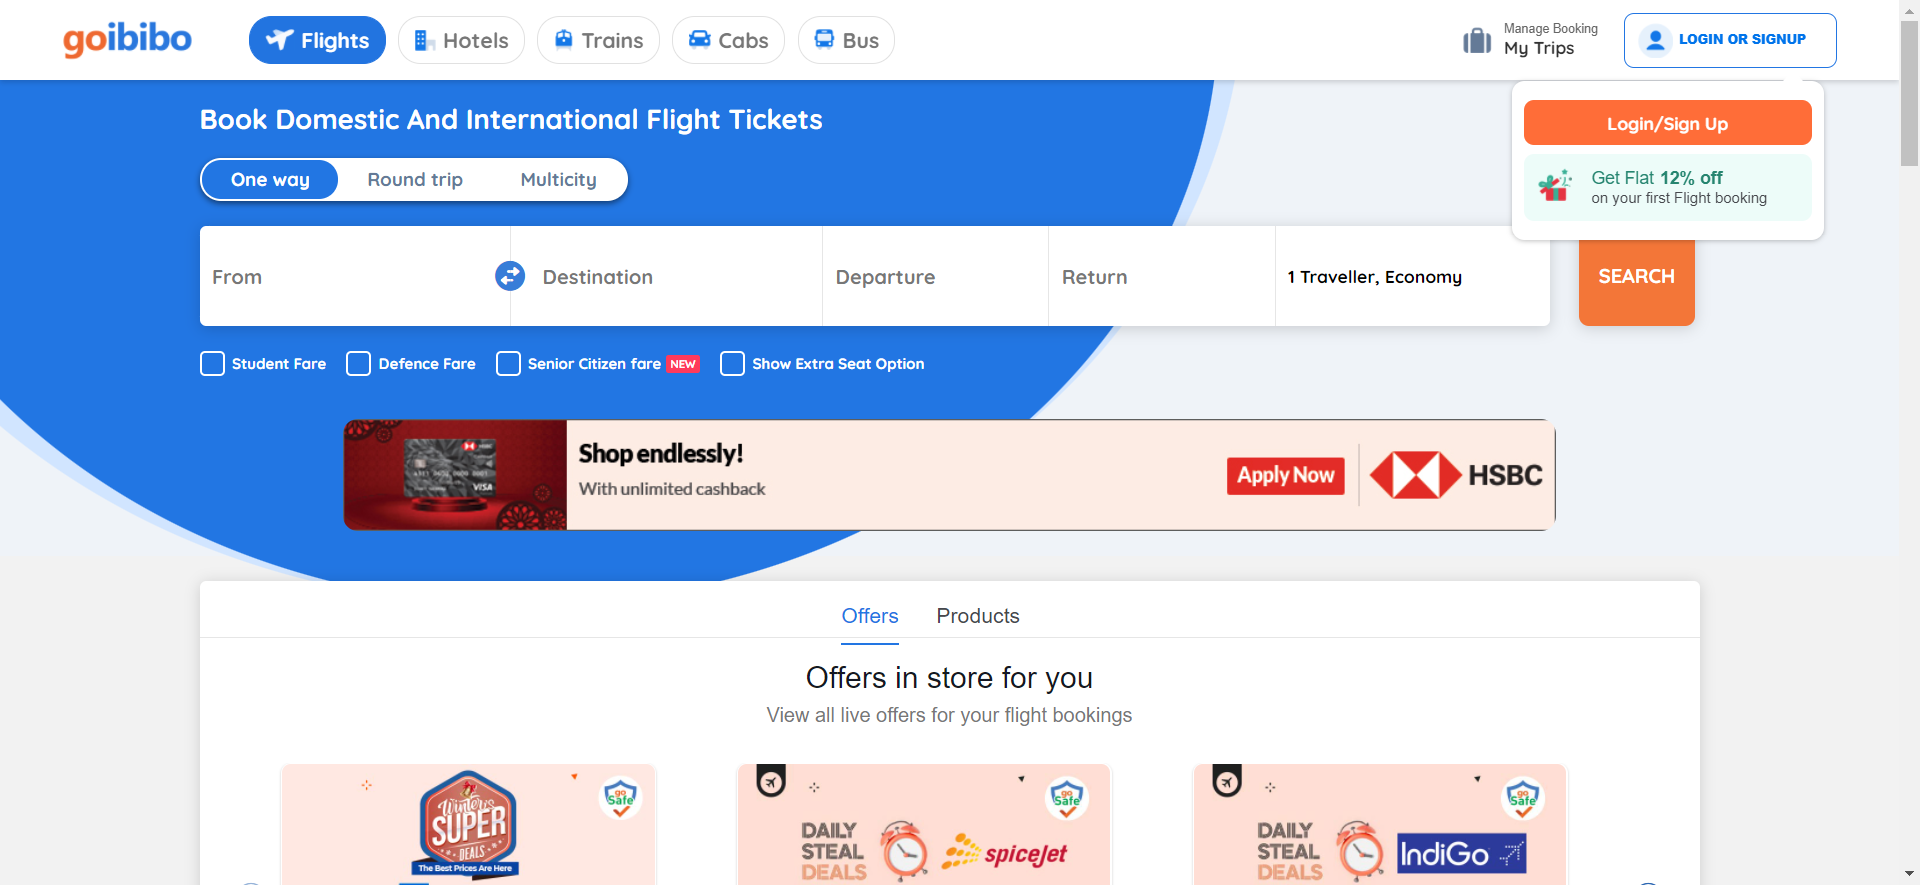 goibibo
Flights
Hotels
Trains
Cabs
Bus
Manage Booking
My Trips
LOGIN OR SIGNUP
Login/Sign Up
Get Flat 12% off
on your first Flight booking
Book Domestic And International Flight Tickets
One way
Round trip
Multicity
From
Destination
Departure
Return
1 Traveller, Economy
SEARCH
Student Fare
Defence Fare
Senior Citizen fare NEW
Show Extra Seat Option
HSBC
VISA
Shop endlessly!
With unlimited cashback
Apply Now
HSBC
Offers
Products
Offers in store for you
View all live offers for your flight bookings
Winter's
SUPER
DEALS
The Best Prices Are Here
go
Safe
DAILY
STEAL
DEALS
spicejet
go
Safe
DAILY
STEAL
DEALS
IndiGo
go
Safe